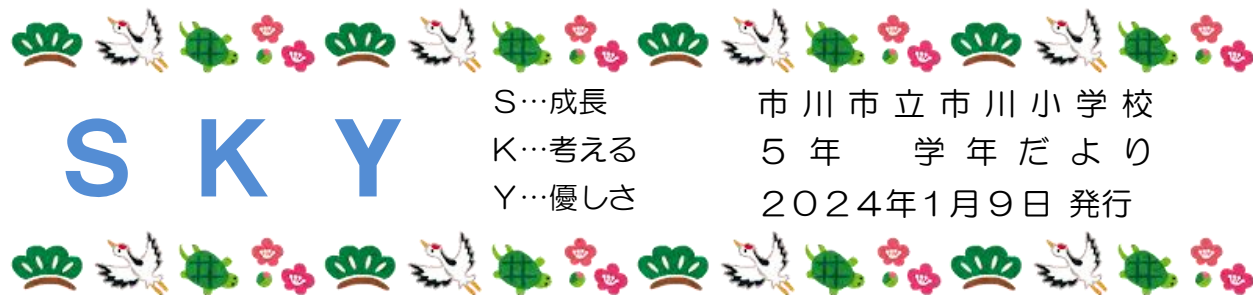 SKY
S…成長
K…考える
Y…優しさ
市川市立市川小学校
5年　学年だより
2024年1月9日 発行